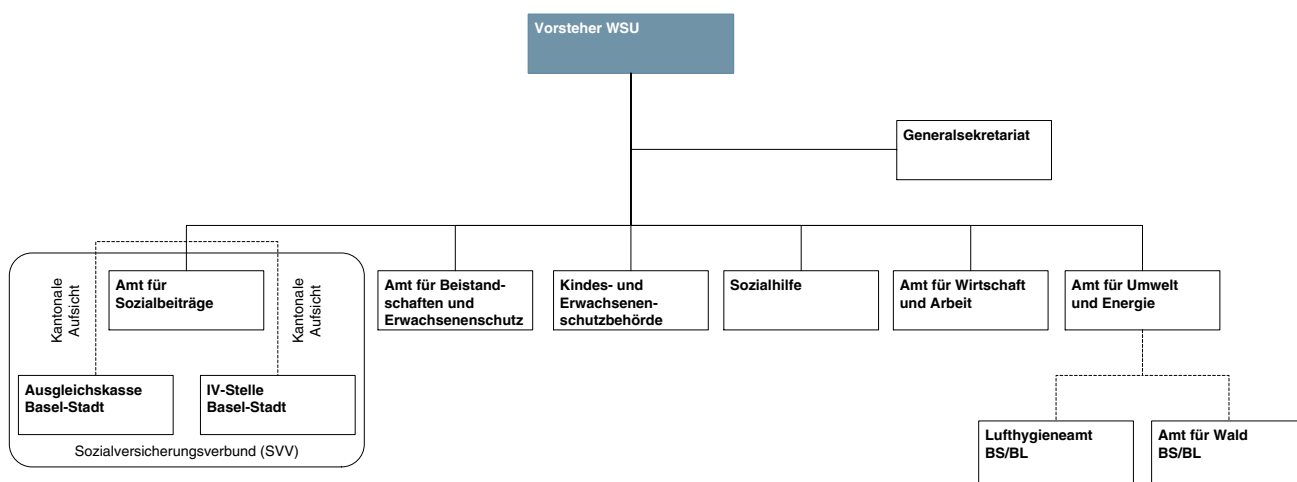 Vorsteher WSU
Generalsekretariat
Kantonale
Aufsicht
Amt für
Sozialbeiträge
Kantonale
Aufsicht
Amt für Beistand-
schaften und
Erwachsenenschutz
Kindes- und
Erwachsenen-
schutzbehörde
Sozialhilfe
Amt für Wirtschaft
und Arbeit
Amt für Umwelt
und Energie
Ausgleichskasse
Basel-Stadt
IV-Stelle
Basel-Stadt
Sozialversicherungsverbund (SVV)
Lufthygieneamt
BS/BL
Amt für Wald
BS/BL